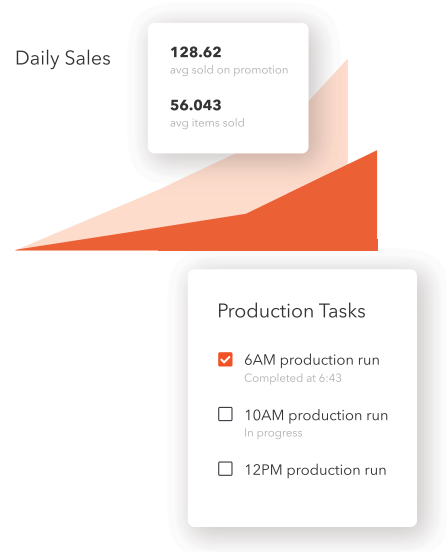 Daily Sales
128.62
avg sold on promotion
56.043
avg items sold
Production Tasks
6AM production run
Completed at 6:43
10AM production run
In progress
12PM production run